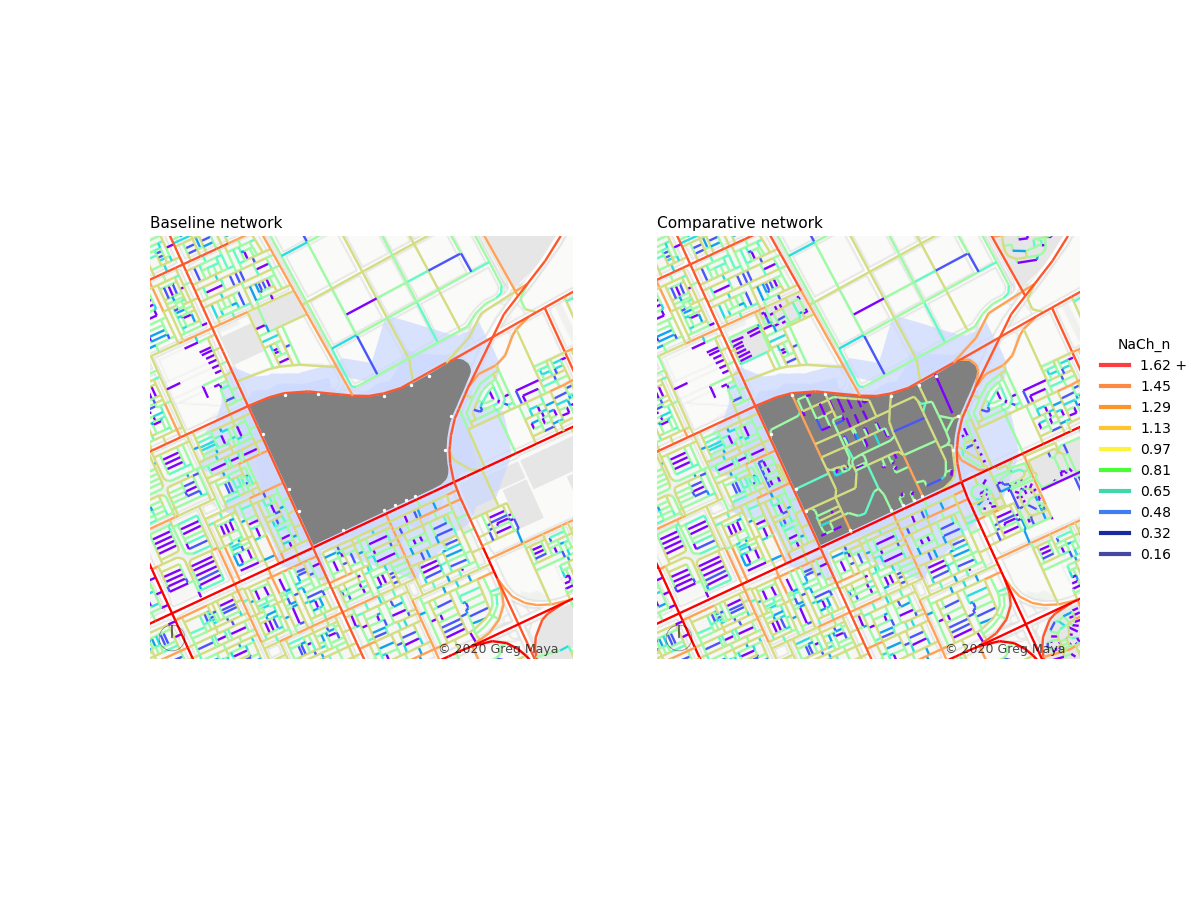 Baseline network
Comparative network
NaCh_n
1.62 +
1.45
1.29
1.13
0.97
0.81
0.65
0.48
0.32
0.16
© 2020 Greg Maya
© 2020 Greg Maya